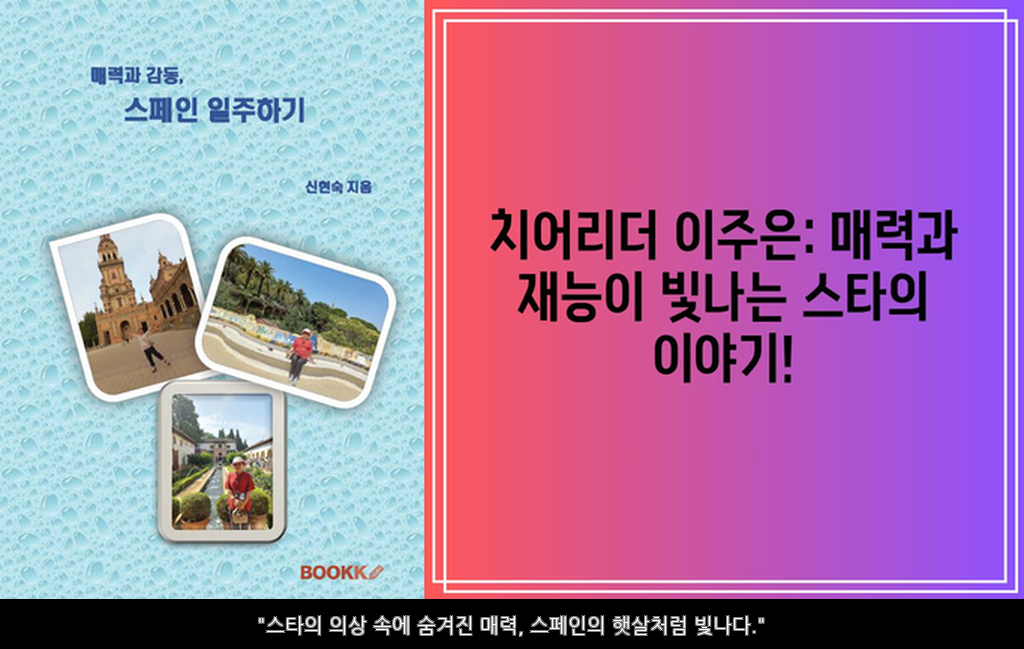 매력과 감동,
스페인 일주하기
신현숙 지음
BOOKK
치어리더 이주은: 매력과
재능이 빛나는 스타의
이야기!
"스타의 의상 속에 숨겨진 매력, 스페인의 햇살처럼 빛나다."